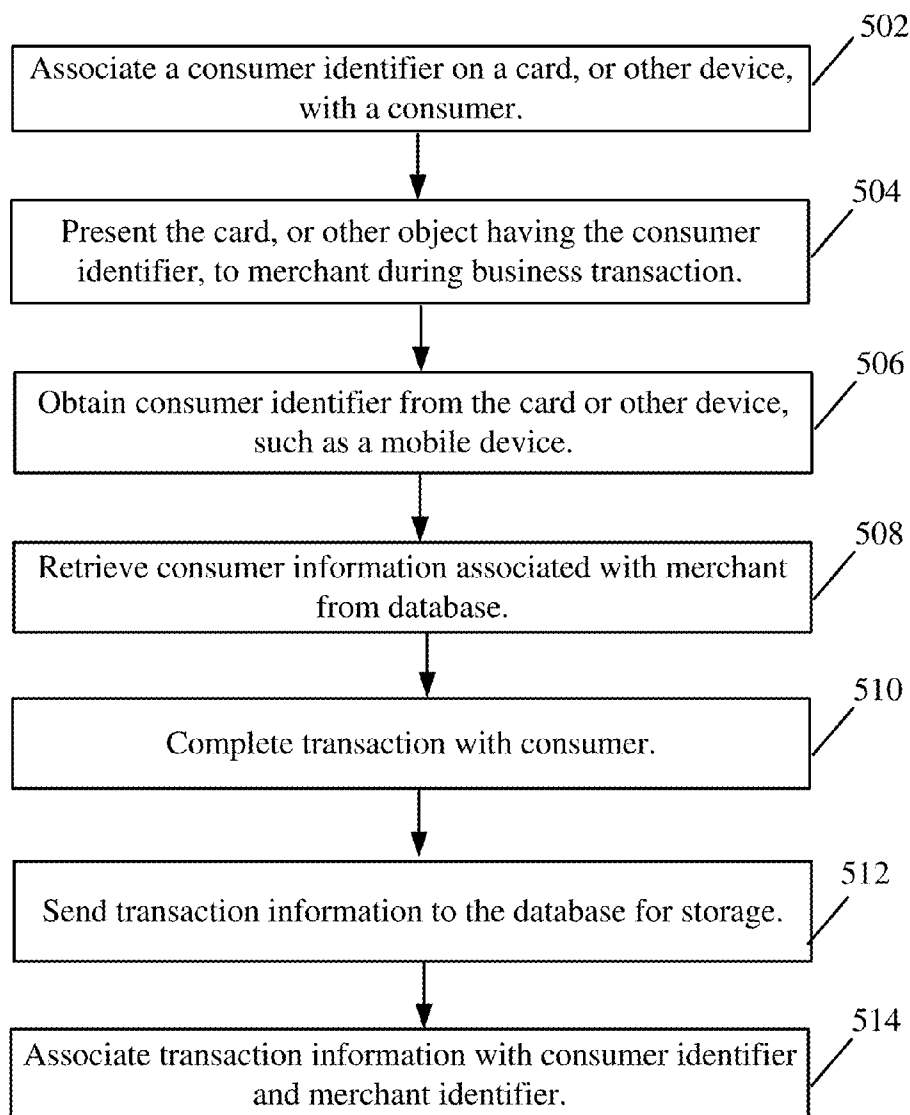 502
Associate a consumer identifier on a card, or other device,
with a consumer.
504
Present the card, or other object having the consumer
identifier, to merchant during business transaction.
506
Obtain consumer identifier from the card or other device,
such as a mobile device.
508
Retrieve consumer information associated with merchant
from database.
510
Complete transaction with consumer.
512
Send transaction information to the database for storage.
514
Associate transaction information with consumer identifier
and merchant identifier.